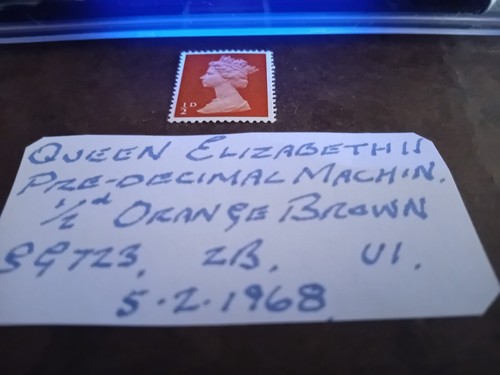 ½D
QUEEN ELIZABETH II
PRE-DECIMAL MACHIN.
½d ORANGE BROWN
SG723. 2B. U1.
5.2.1968